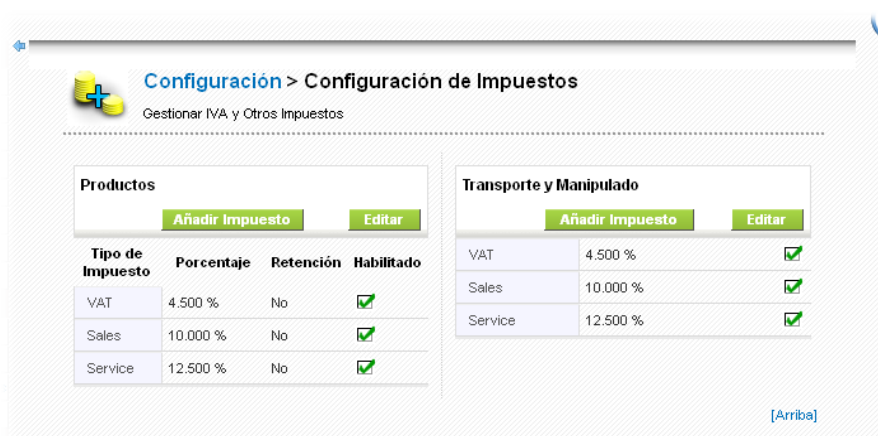 Configuración > Configuración de Impuestos
Gestionar IVA y Otros Impuestos
Productos
Añadir Impuesto Editar
Tipo de Impuesto Porcentaje Retención Habilitado
VAT 4.500 % No
Sales 10.000 % No
Service 12.500 % No
Transporte y Manipulado
Añadir Impuesto Editar
VAT 4.500 %
Sales 10.000 %
Service 12.500 %
[Arriba]